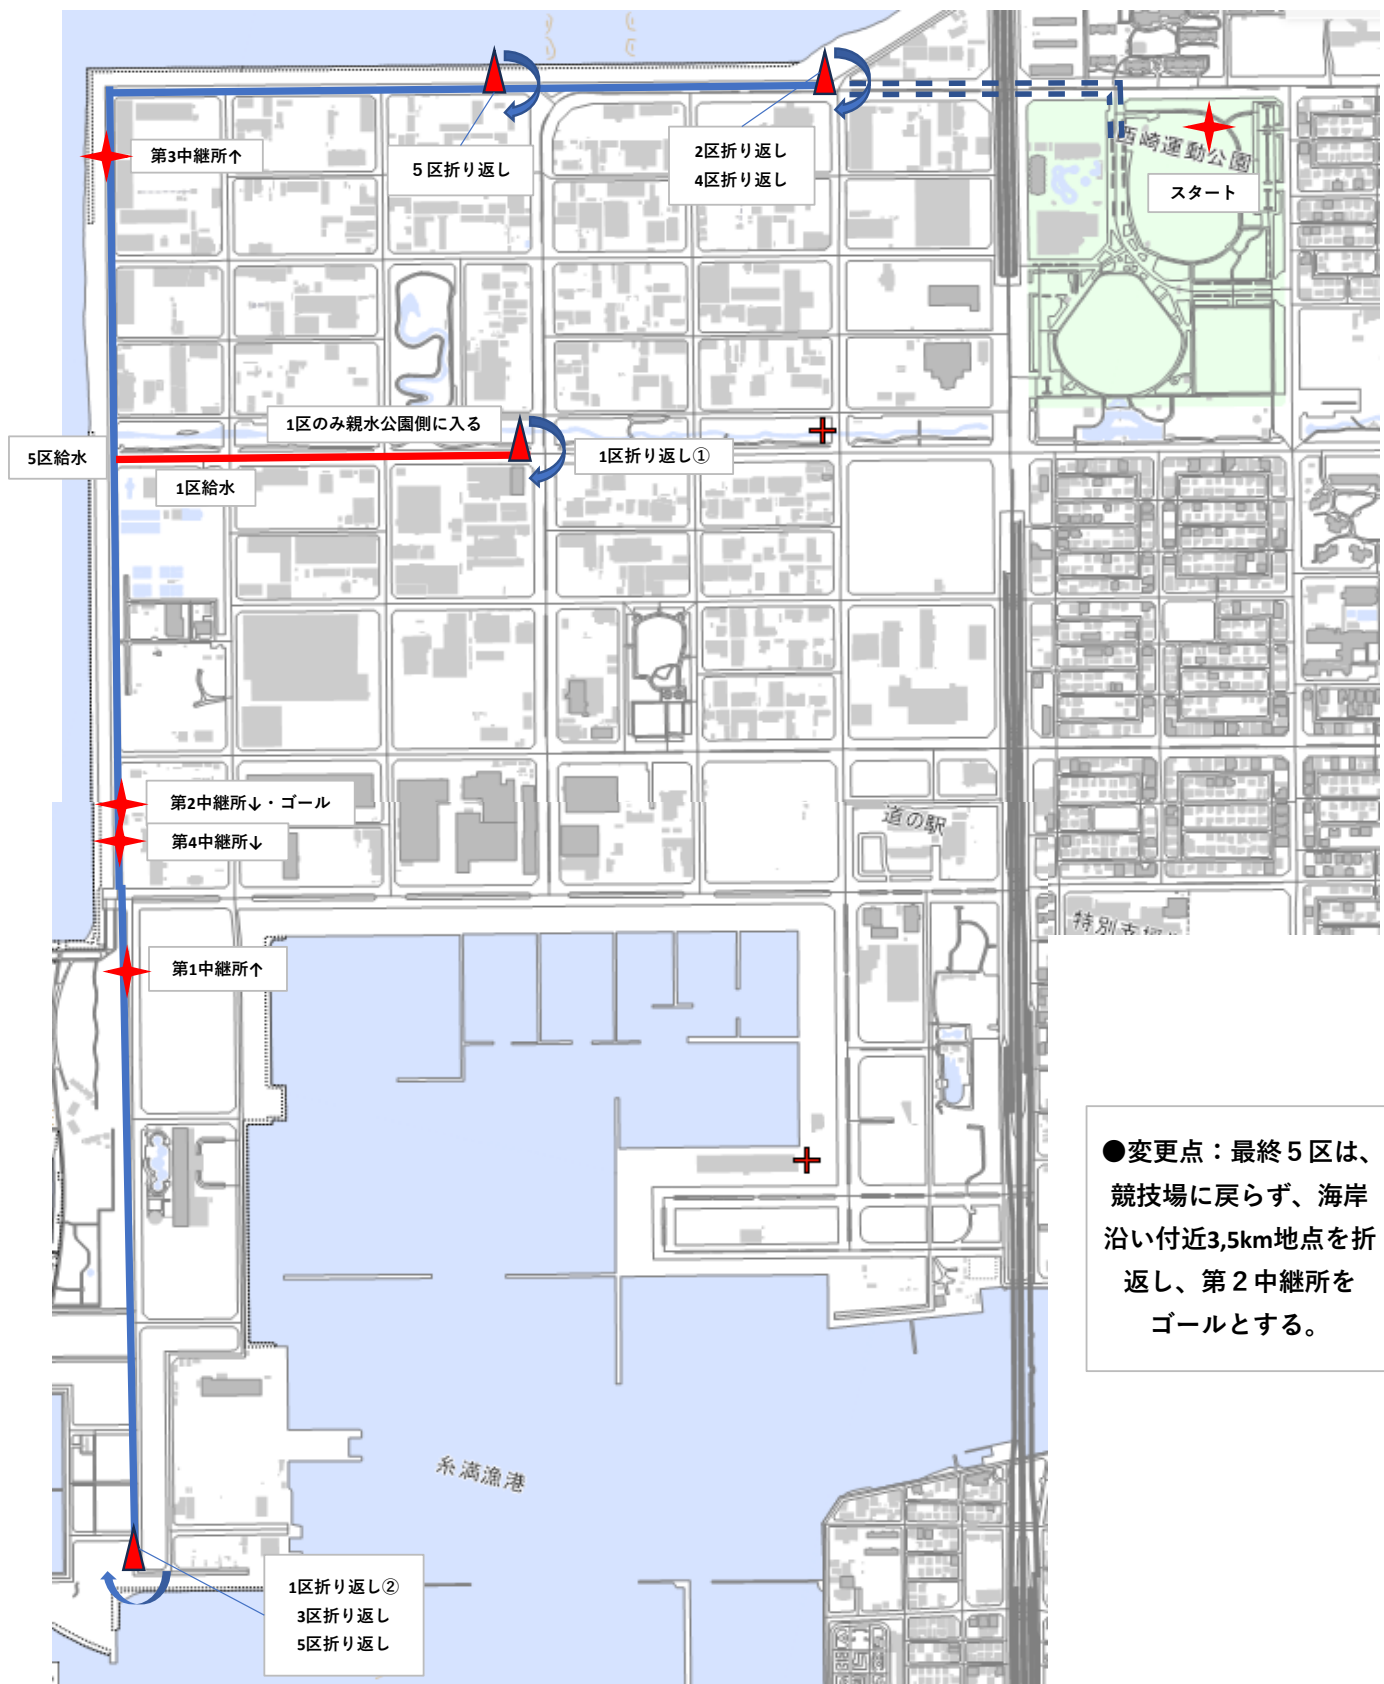 第3中継所↑
５区折り返し
2区折り返し
4区折り返し
西崎運動公園
スタート
1区のみ親水公園側に入る
5区給水
1区給水
1区折り返し①
第2中継所↓・ゴール
第4中継所↓
道の駅
特別支援
第1中継所↑
●変更点：最終５区は、
競技場に戻らず、海岸
沿い付近3,5km地点を折
返し、第２中継所を
ゴールとする。
糸満漁港
1区折り返し②
3区折り返し
5区折り返し